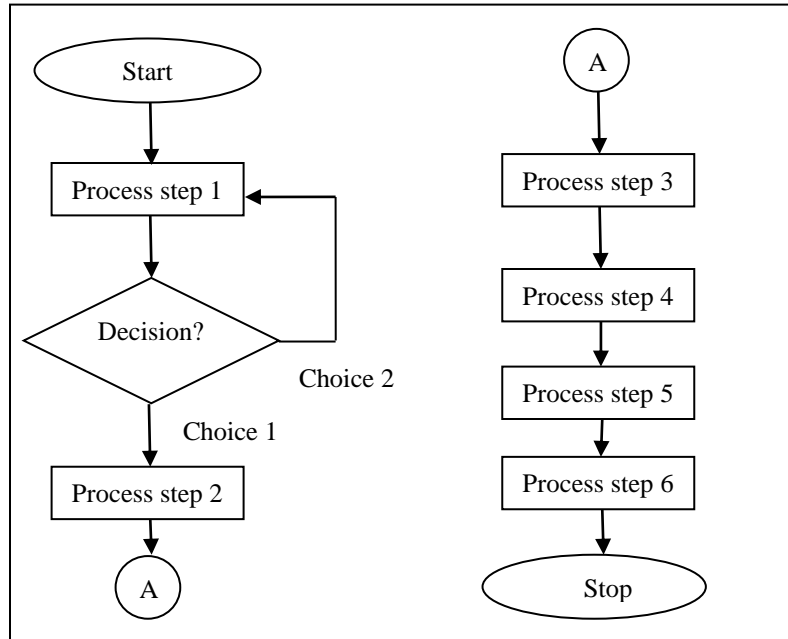 Start
Process step 1
Decision?
Choice 2
Choice 1
Process step 2
A
A
Process step 3
Process step 4
Process step 5
Process step 6
Stop